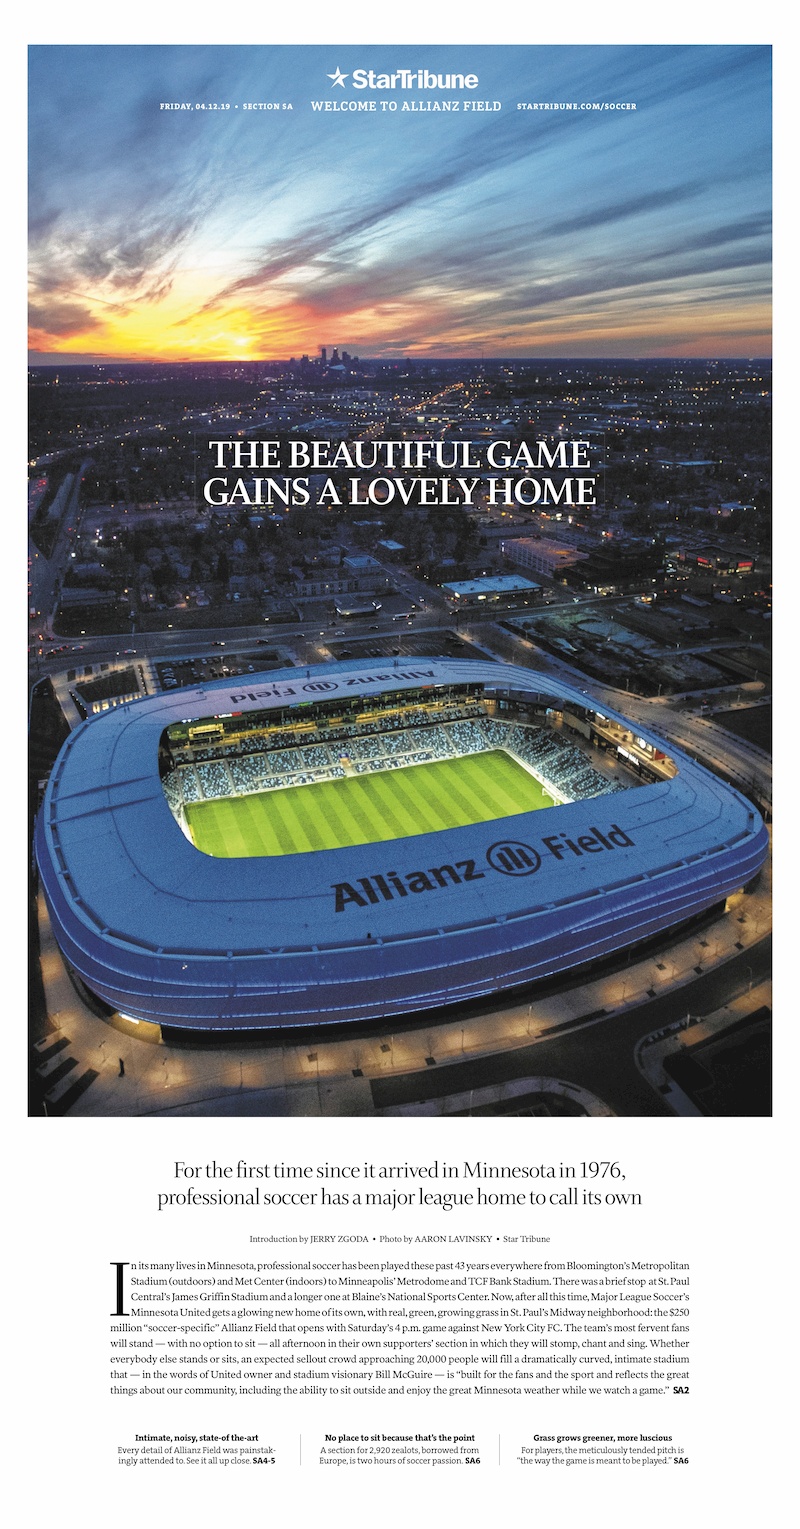 StarTribune
FRIDAY, 04.12.19 • SECTION SA WELCOME TO ALLIANZ FIELD STARTRIBUNE.COM/SOCCER
THE BEAUTIFUL GAME
GAINS A LOVELY HOME
Allianz Field
Allianz Field
For the first time since it arrived in Minnesota in 1976,
professional soccer has a major league home to call its own
Introduction by JERRY ZGODA • Photo by AARON LAVINSKY • Star Tribune
In its many lives in Minnesota, professional soccer has been played these past 43 years everywhere from Bloomington's Metropolitan
Stadium (outdoors) and Met Center (indoors) to Minneapolis' Metrodome and TCF Bank Stadium. There was a brief stop at St. Paul
Central's James Griffin Stadium and a longer one at Blaine's National Sports Center. Now, after all this time, Major League Soccer's
Minnesota United gets a glowing new home of its own, with real, green, growing grass in St. Paul's Midway neighborhood: the $250
million “soccer-specific” Allianz Field that opens with Saturday's 4 p.m. game against New York City FC. The team's most fervent fans
will stand — with no option to sit — all afternoon in their own supporters' section in which they will stomp, chant and sing. Whether
everybody else stands or sits, an expected sellout crowd approaching 20,000 people will fill a dramatically curved, intimate stadium
that — in the words of United owner and stadium visionary Bill McGuire — is “built for the fans and the sport and reflects the great
things about our community, including the ability to sit outside and enjoy the great Minnesota weather while we watch a game.” SA2
Intimate, noisy, state-of the-art
Every detail of Allianz Field was painstak-
ingly attended to. See it all up close. SA4-5
No place to sit because that's the point
A section for 2,920 zealots, borrowed from
Europe, is two hours of soccer passion. SA6
Grass grows greener, more luscious
For players, the meticulously tended pitch is
“the way the game is meant to be played.” SA6